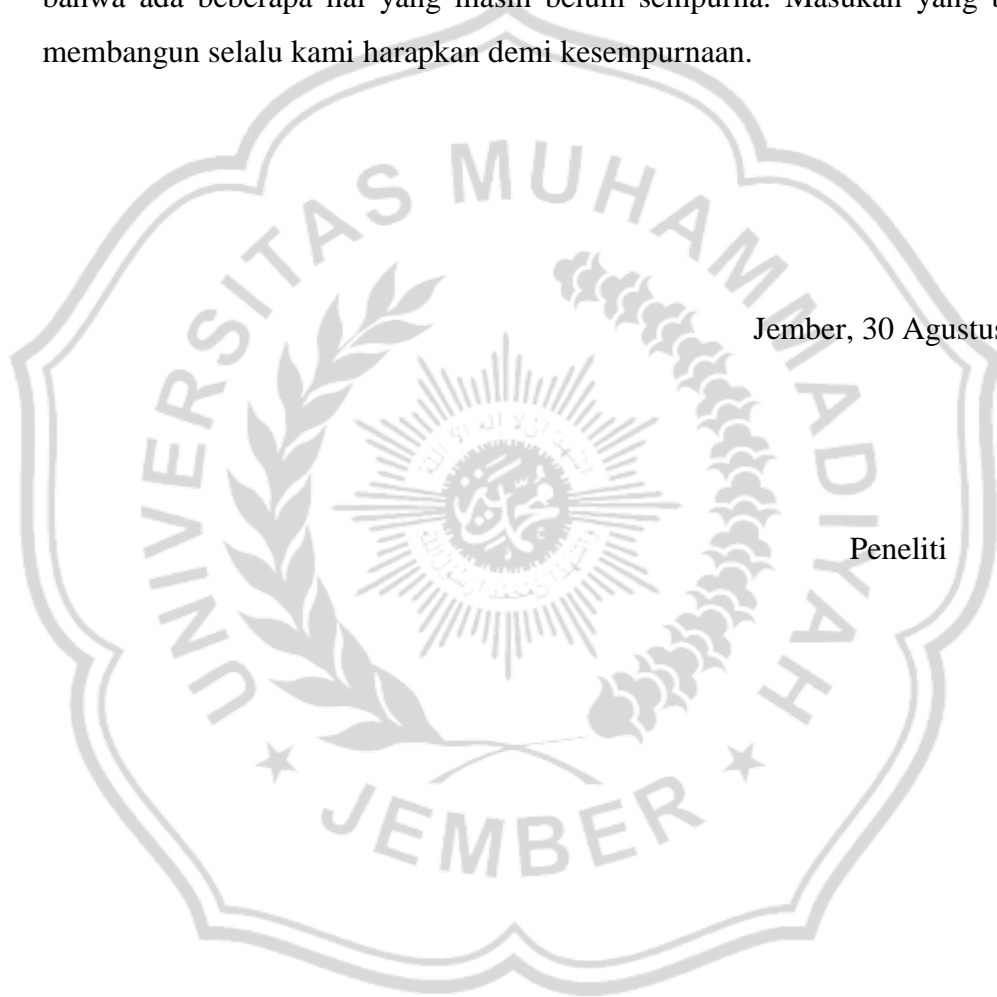 bahwa ada beberapa hal yang masih belum sempurna. Masukan yang
membangun selalu kami harapkan demi kesempurnaan.
Jember, 30 Agustus
Peneliti
UNIVERSITAS MUHAMMADIYAH
JEMBER